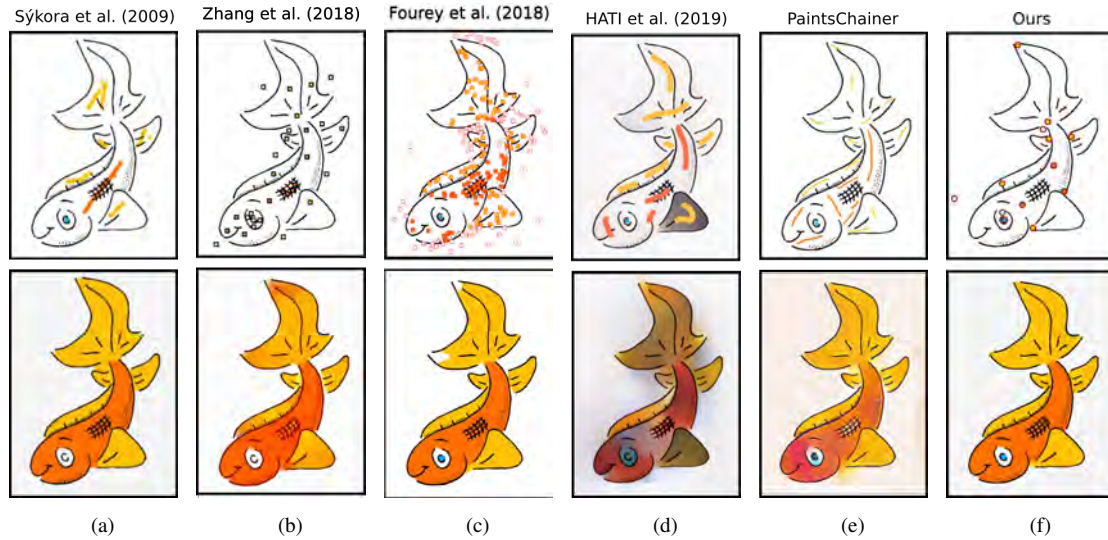 Sýkora et al. (2009)
Zhang et al. (2018)
Fourey et al. (2018)
HATI et al. (2019)
PaintsChainer
Ours
(a)
(b)
(c)
(d)
(e)
(f)